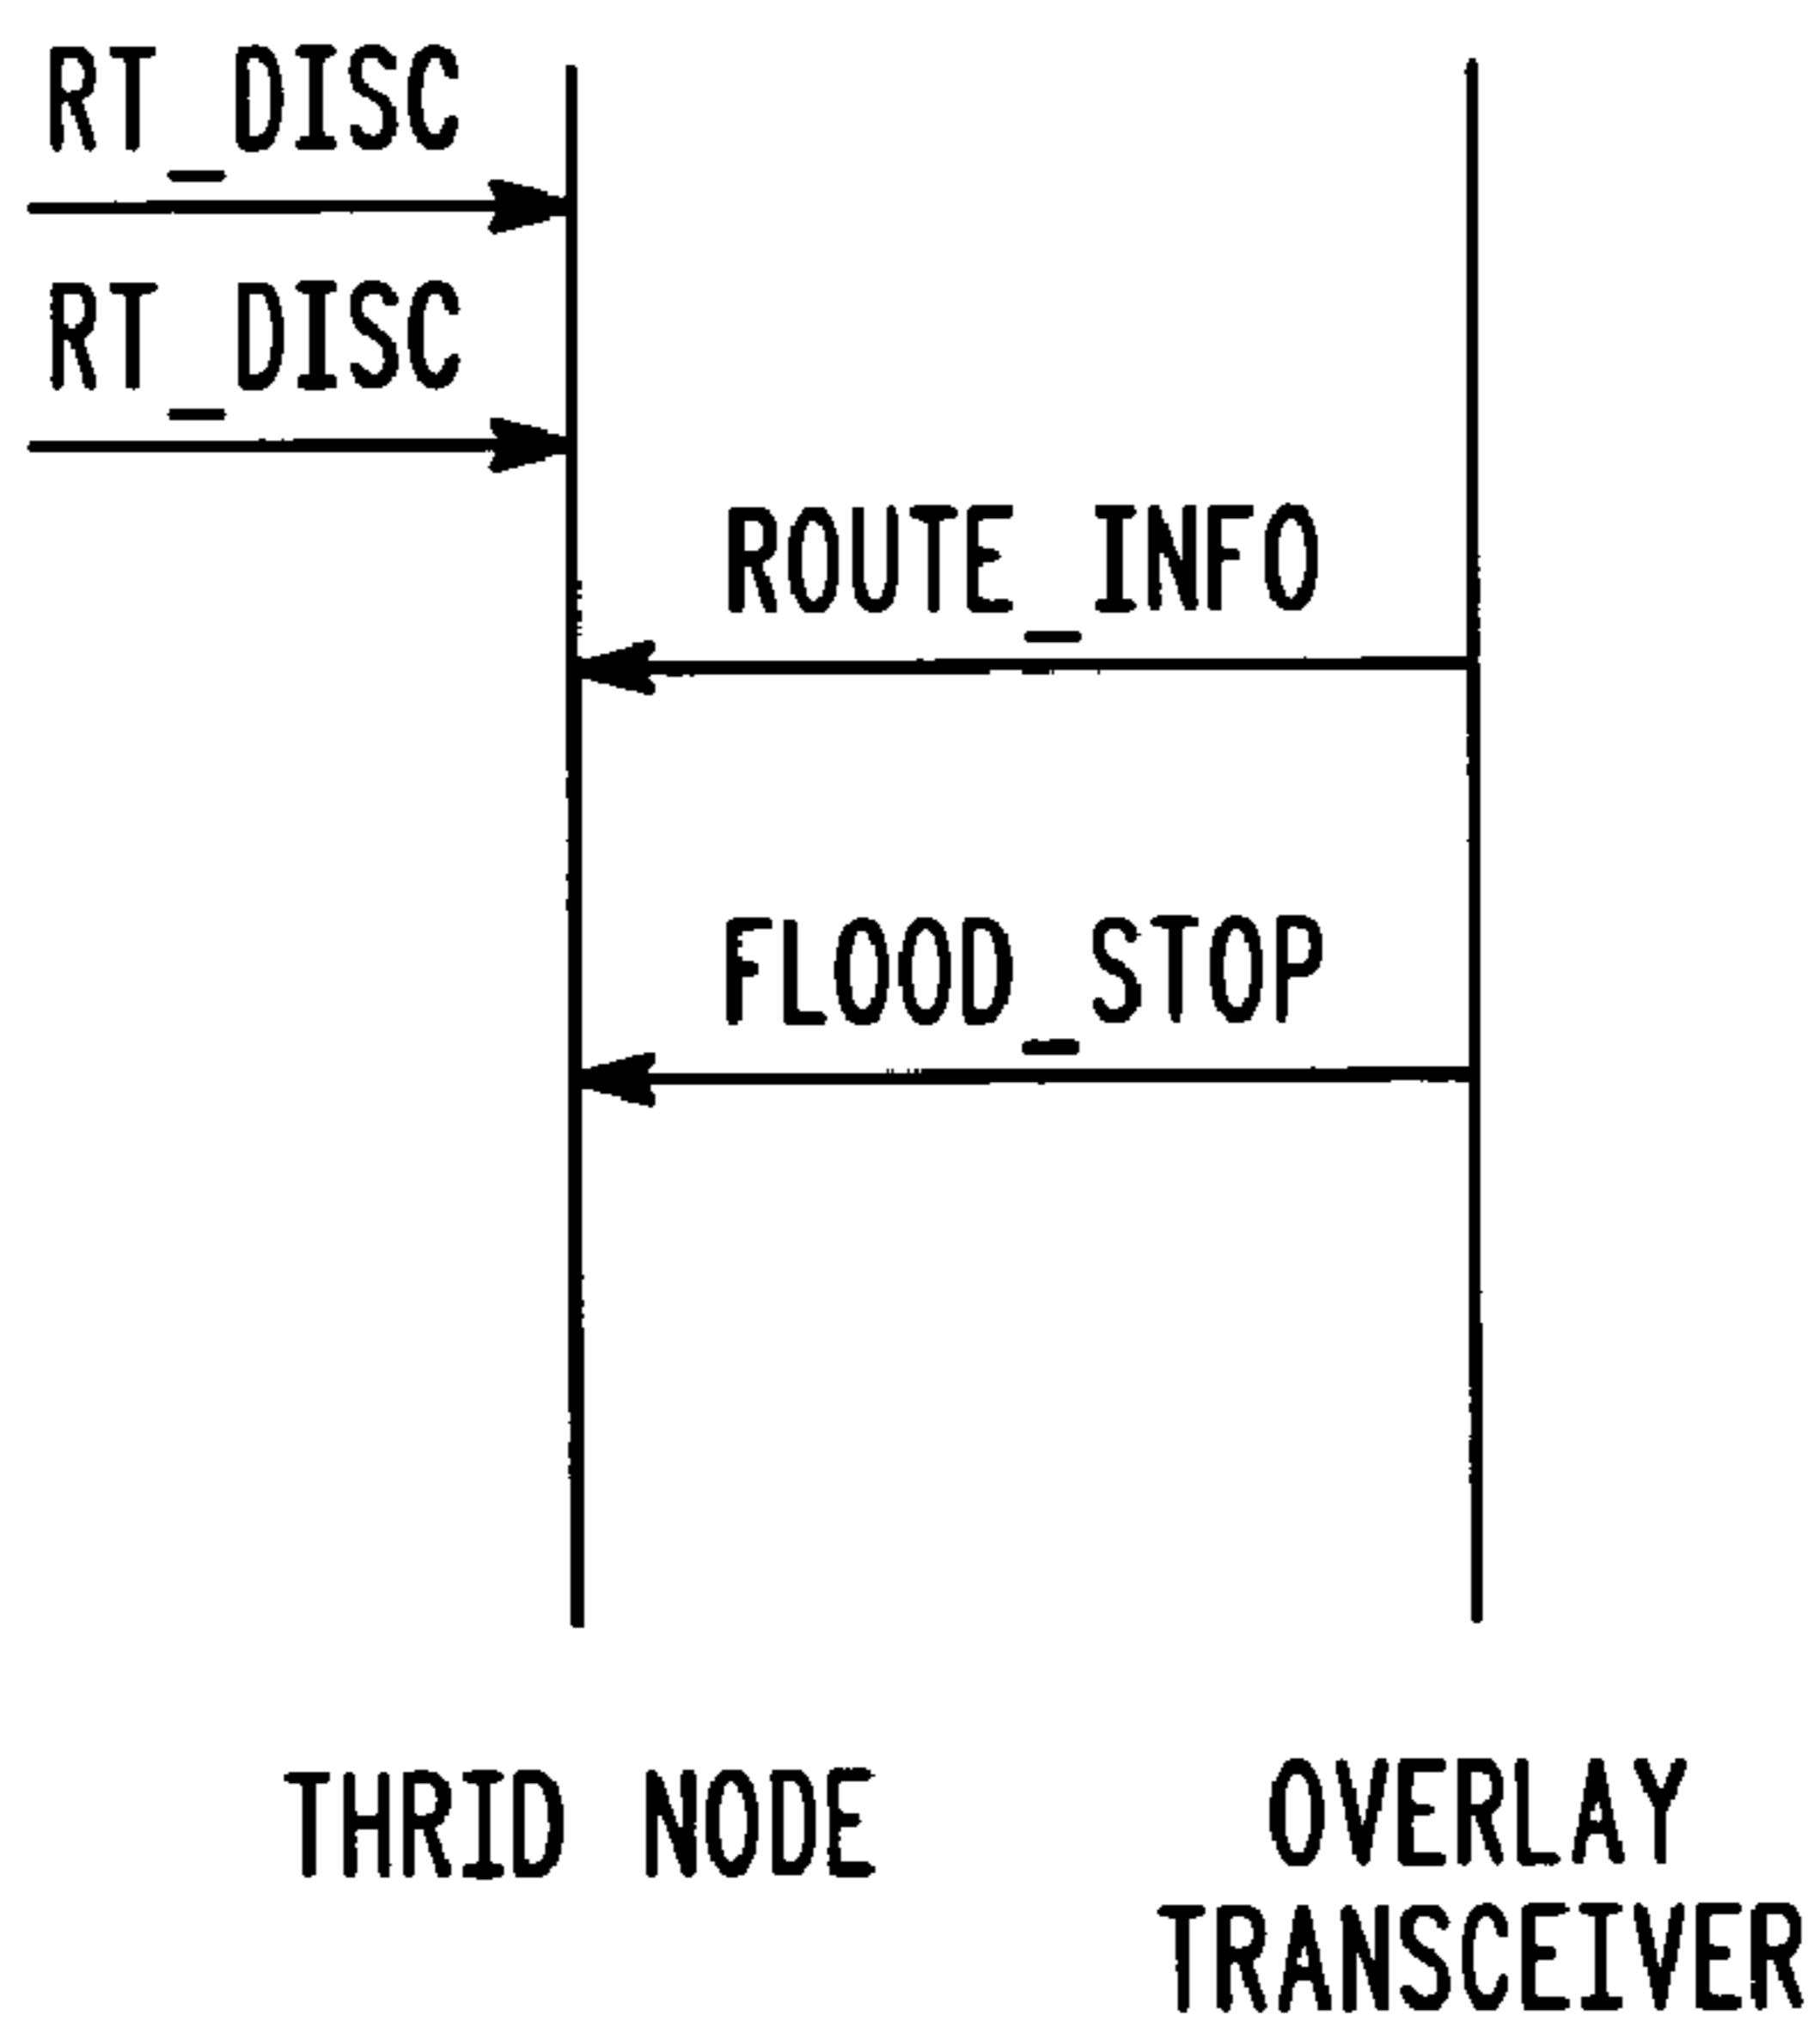 RT_DISC
RT_DISC
ROUTE_INFO
FLOOD_STOP
THRID NODE
OVERLAY
TRANSCEIVER